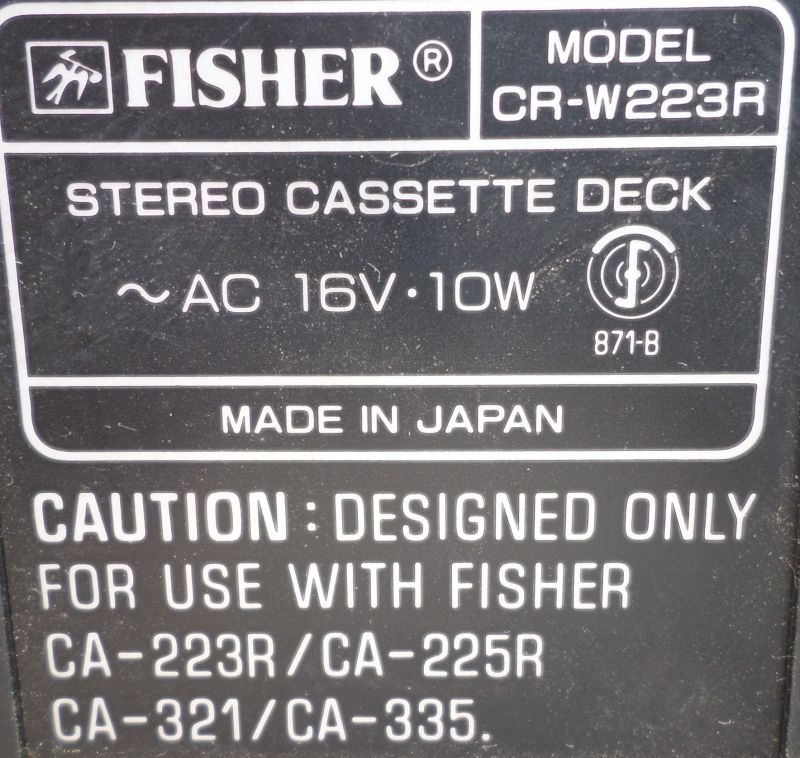 FISHER®
MODEL
CR-W223R
STEREO CASSETTE DECK
~AC 16V·10W
871-B
MADE IN JAPAN
CAUTION: DESIGNED ONLY
FOR USE WITH FISHER
CA-223R/CA-225R
CA-321/CA-335.